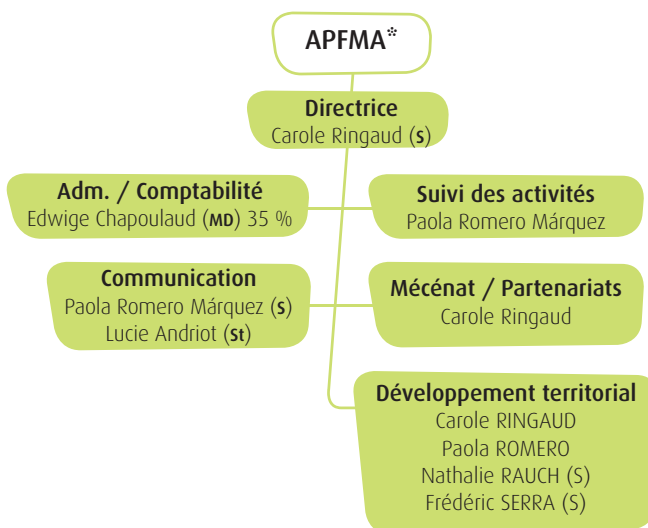 APFMA*
Directrice
Carole Ringaud (s)
Adm. / Comptabilité
Edwige Chapoulaud (MD) 35 %
Suivi des activités
Paola Romero Márquez
Communication
Paola Romero Márquez (s)
Lucie Andriot (st)
Mécénat / Partenariats
Carole Ringaud
Développement territorial
Carole RINGAUD
Paola ROMERO
Nathalie RAUCH (S)
Frédéric SERRA (S)